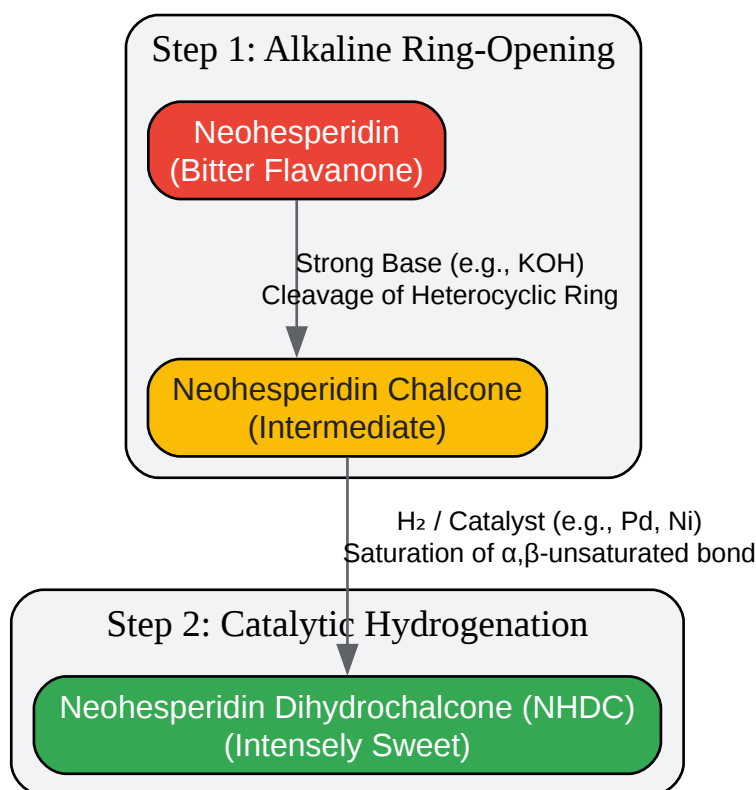 Step 1: Alkaline Ring-Opening
Neohesperidin
(Bitter Flavanone)
Strong Base (e.g., KOH)
Cleavage of Heterocyclic Ring
Neohesperidin Chalcone
(Intermediate)
H₂ / Catalyst (e.g., Pd, Ni)
Saturation of α,β-unsaturated bond
Step 2: Catalytic Hydrogenation
Neohesperidin Dihydrochalcone (NHDC)
(Intensely Sweet)